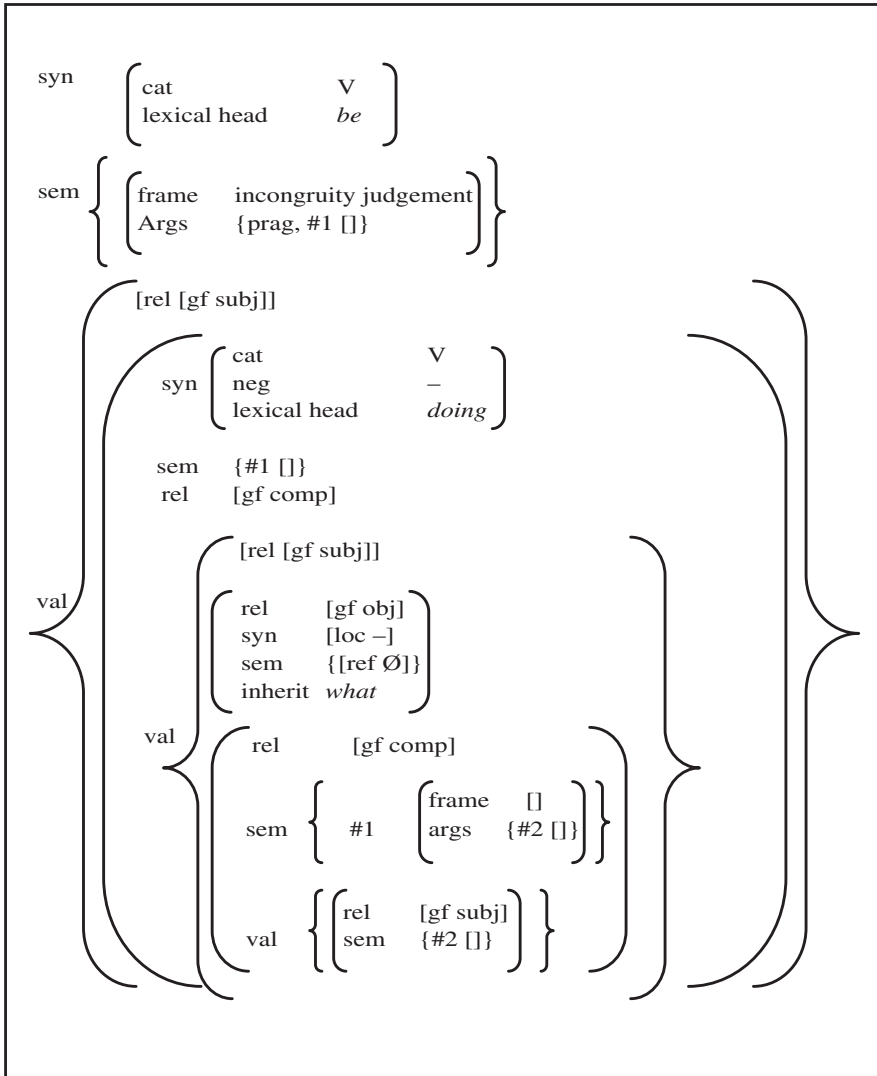 syn
cat V
lexical head be
sem
frame incongruity judgement
Args {prag, #1 []}
[rel [gf subj]]
cat V
syn neg –
lexical head doing
sem {#1 []}
rel [gf comp]
[rel [gf subj]]
val
rel [gf obj]
syn [loc –]
sem {[ref Ø]}
inherit what
val
rel [gf comp]
frame []
sem #1 args {#2 []}
rel [gf subj]
val sem {#2 []}